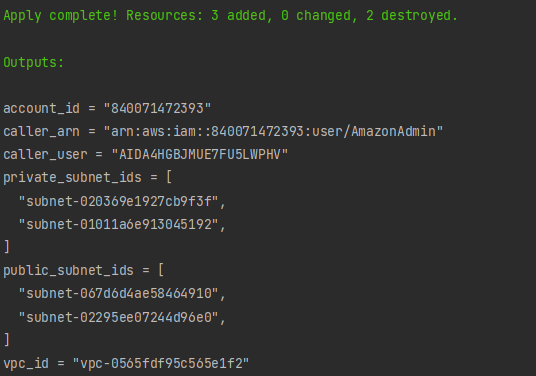 Apply complete! Resources: 3 added, 0 changed, 2 destroyed.
Outputs:
account_id = "840071472393"
caller_arn = "arn:aws:iam::840071472393:user/AmazonAdmin"
caller_user = "AIDA4HGBJMUE7FU5LWPHV"
private_subnet_ids = [
  "subnet-020369e1927cb9f3f",
  "subnet-01011a6e913045192",
]
public_subnet_ids = [
  "subnet-067d6d4ae58464910",
  "subnet-02295ee07244d96e0",
]
vpc_id = "vpc-0565fdf95c565e1f2"